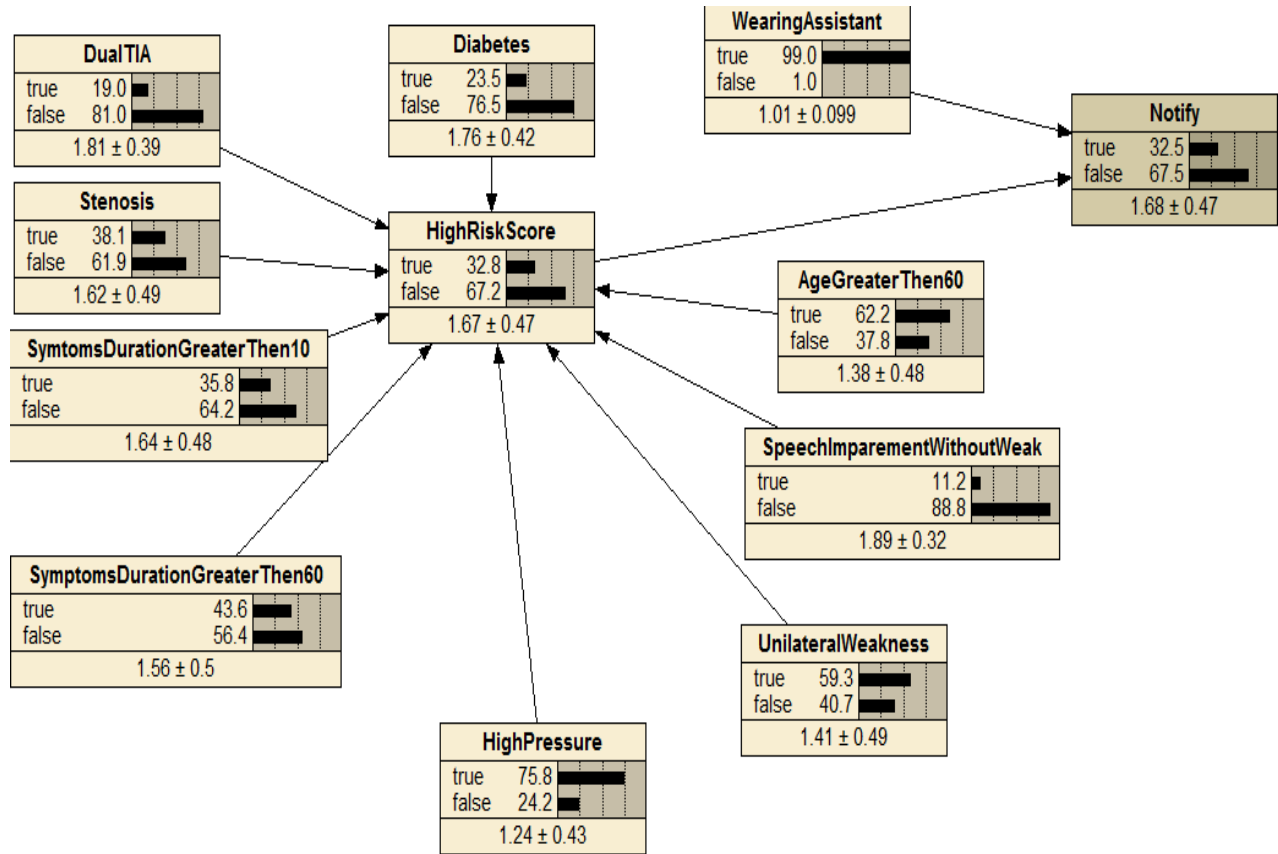 DualTIA
true 19.0
false 81.0
1.81 ± 0.39
Diabetes
true 23.5
false 76.5
1.76 ± 0.42
WearingAssistant
true 99.0
false 1.0
1.01 ± 0.099
Notify
true 32.5
false 67.5
1.68 ± 0.47
Stenosis
true 38.1
false 61.9
1.62 ± 0.49
HighRiskScore
true 32.8
false 67.2
1.67 ± 0.47
AgeGreaterThen60
true 62.2
false 37.8
1.38 ± 0.48
SymtomsDurationGreaterThen10
true 35.8
false 64.2
1.64 ± 0.48
SpeechImparementWithoutWeak
true 11.2
false 88.8
1.89 ± 0.32
SymptomsDurationGreaterThen60
true 43.6
false 56.4
1.56 ± 0.5
UnilateralWeakness
true 59.3
false 40.7
1.41 ± 0.49
HighPressure
true 75.8
false 24.2
1.24 ± 0.43